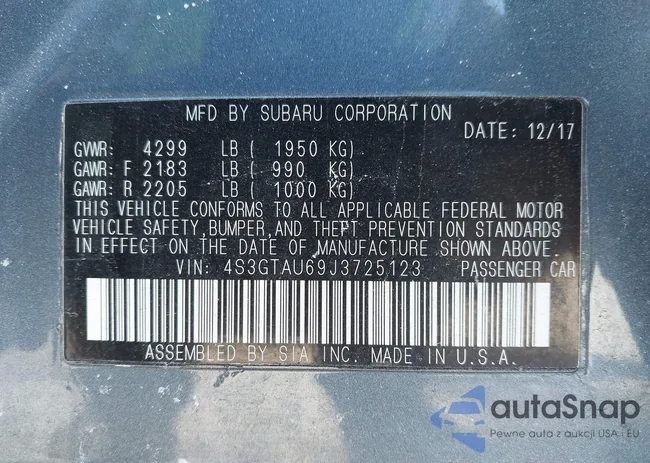 MFD BY SUBARU CORPORATION
DATE: 12/17
GVWR: 4299 LB ( 1950 KG)
GAWR: F 2183 LB ( 990 KG)
GAWR: R 2205 LB ( 1000 KG)
THIS VEHICLE CONFORMS TO ALL APPLICABLE FEDERAL MOTOR
VEHICLE SAFETY,BUMPER,AND THEFT PREVENTION STANDARDS
IN EFFECT ON THE DATE OF MANUFACTURE SHOWN ABOVE.
VIN: 4S3GTAU69J3725123 PASSENGER CAR
ASSEMBLED BY SIA INC. MADE IN U.S.A.
autaSnap
Pewne auta z aukcji USA i EU